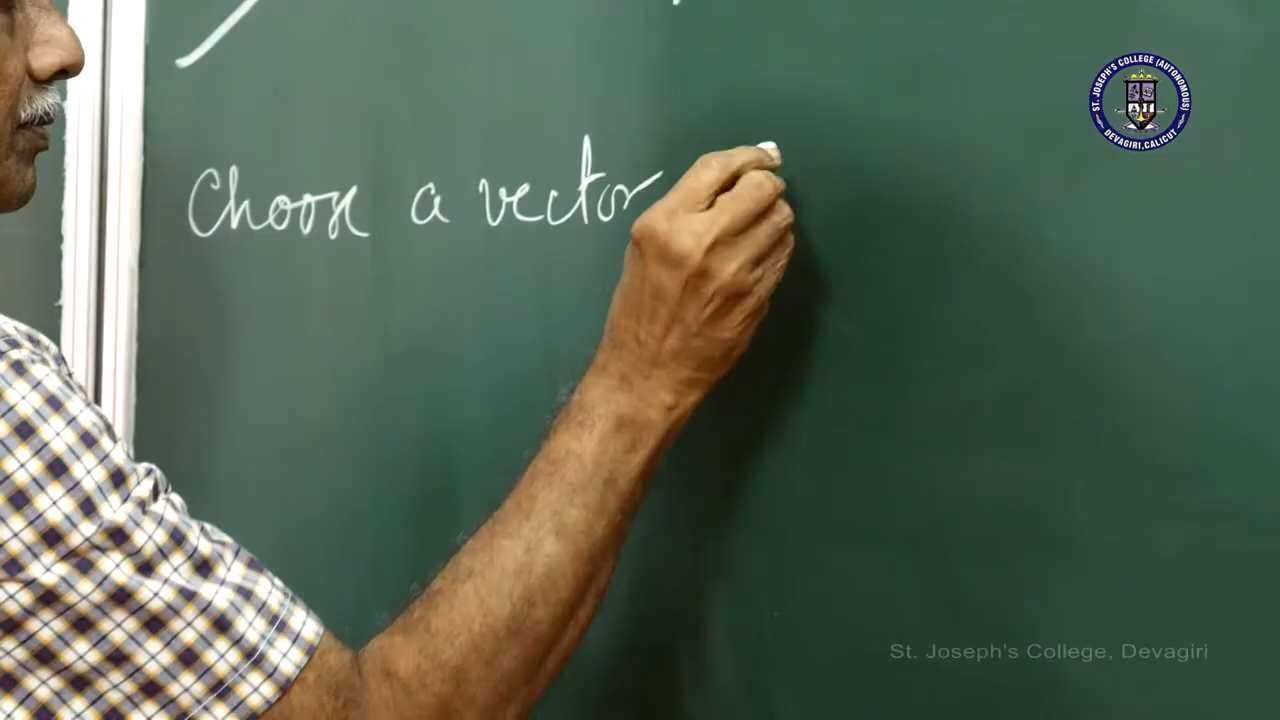 Choose a vector
ST. JOSEPH'S COLLEGE (AUTONOMOUS)
DEVAGIRI, CALICUT
St. Joseph's College, Devagiri